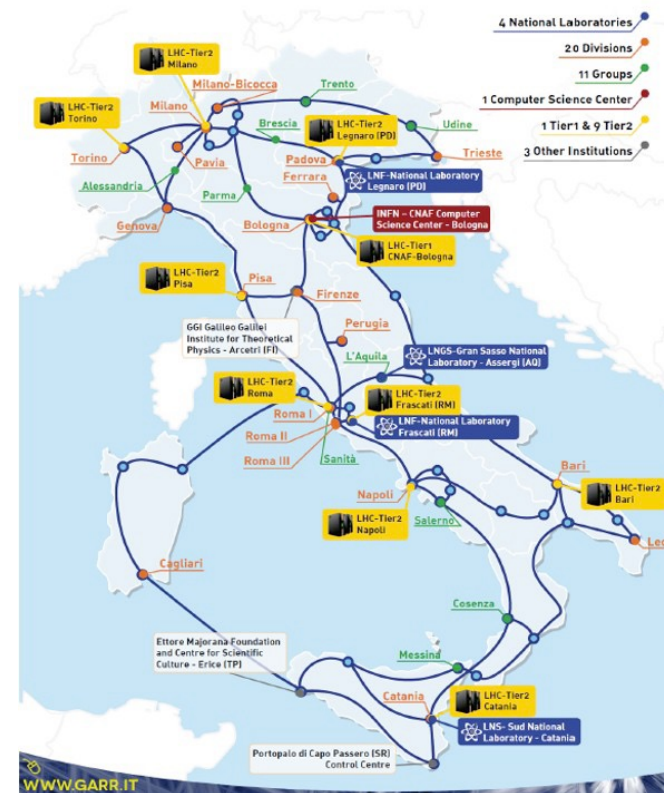 4 National Laboratories
20 Divisions
11 Groups
1 Computer Science Center
1 Tier1 & 9 Tier2
3 Other Institutions
LHC-Tier2
Milano
Milano-Bicocca
Trento
LHC-Tier2
Torino
Milano
Brescia
LHC-Tier2
Legnaro (PD)
Udine
Torino
Pavia
Padova
Trieste
Alessandria
Parma
Ferrara
LNF-National Laboratory
Legnaro (PD)
Genova
Bologna
INFN - CNAF Computer
Science Center - Bologna
LHC-Tier1
CNAF-Bologna
LHC-Tier2
Pisa
Pisa
Firenze
GGI Galileo Galilei
Institute for Theoretical
Physics - Arcetri (FI)
Perugia
L'Aquila
LNGS-Gran Sasso National
Laboratory - Assergi (AQ)
LHC-Tier2
Roma
Roma I
LHC-Tier2
Frascati (RM)
Roma II
LNF-National Laboratory
Frascati (RM)
Roma III
Sanità
Bari
Napoli
LHC-Tier2
Bari
LHC-Tier2
Napoli
Salerno
Lec
Cagliari
Cosenza
Ettore Majorana Foundation
and Centre for Scientific
Culture - Erice (TP)
Messina
Catania
LHC-Tier2
Catania
LNS- Sud National
Laboratory - Catania
Portopalo di Capo Passero (SR)
Control Centre
WWW.GARR.IT